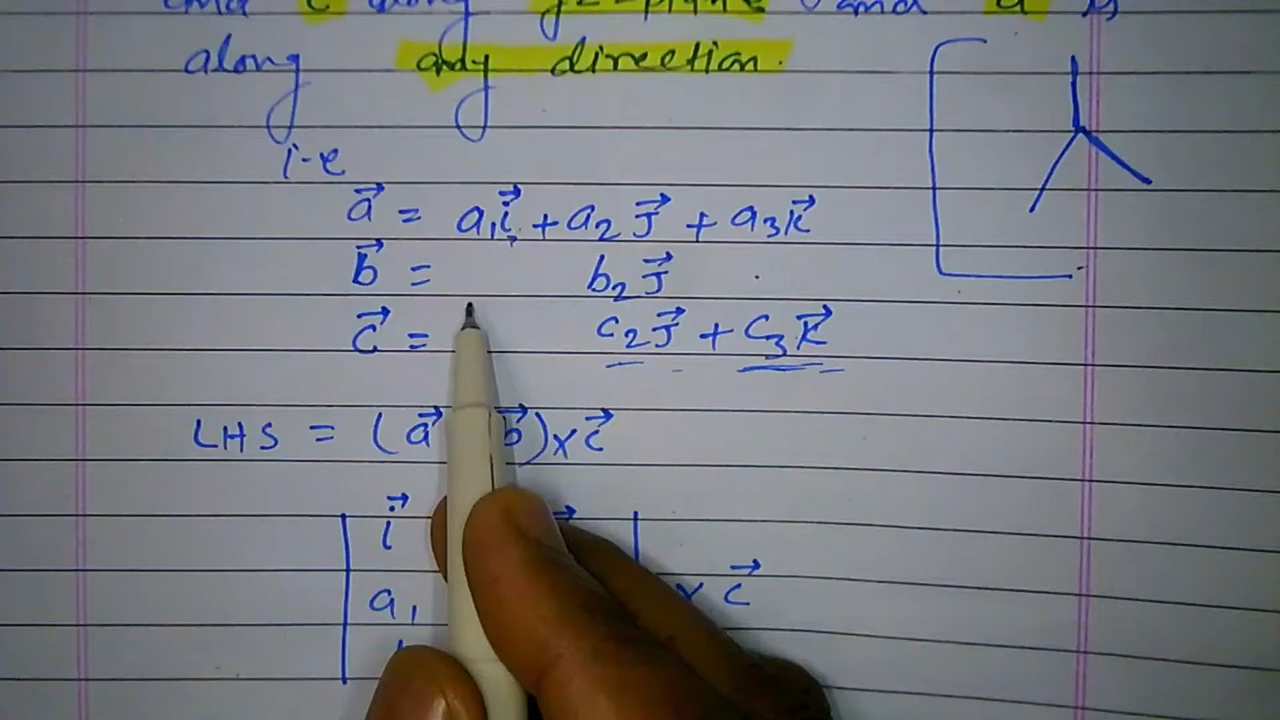 along any direction.
i-e
a⃗ = a₁i⃗ + a₂j⃗ + a₃k⃗
b⃗ = b₂j⃗
c⃗ = c₂j⃗ + c₃k⃗
LHS = (a⃗ b⃗)×c⃗
i⃗
a₁ × c⃗